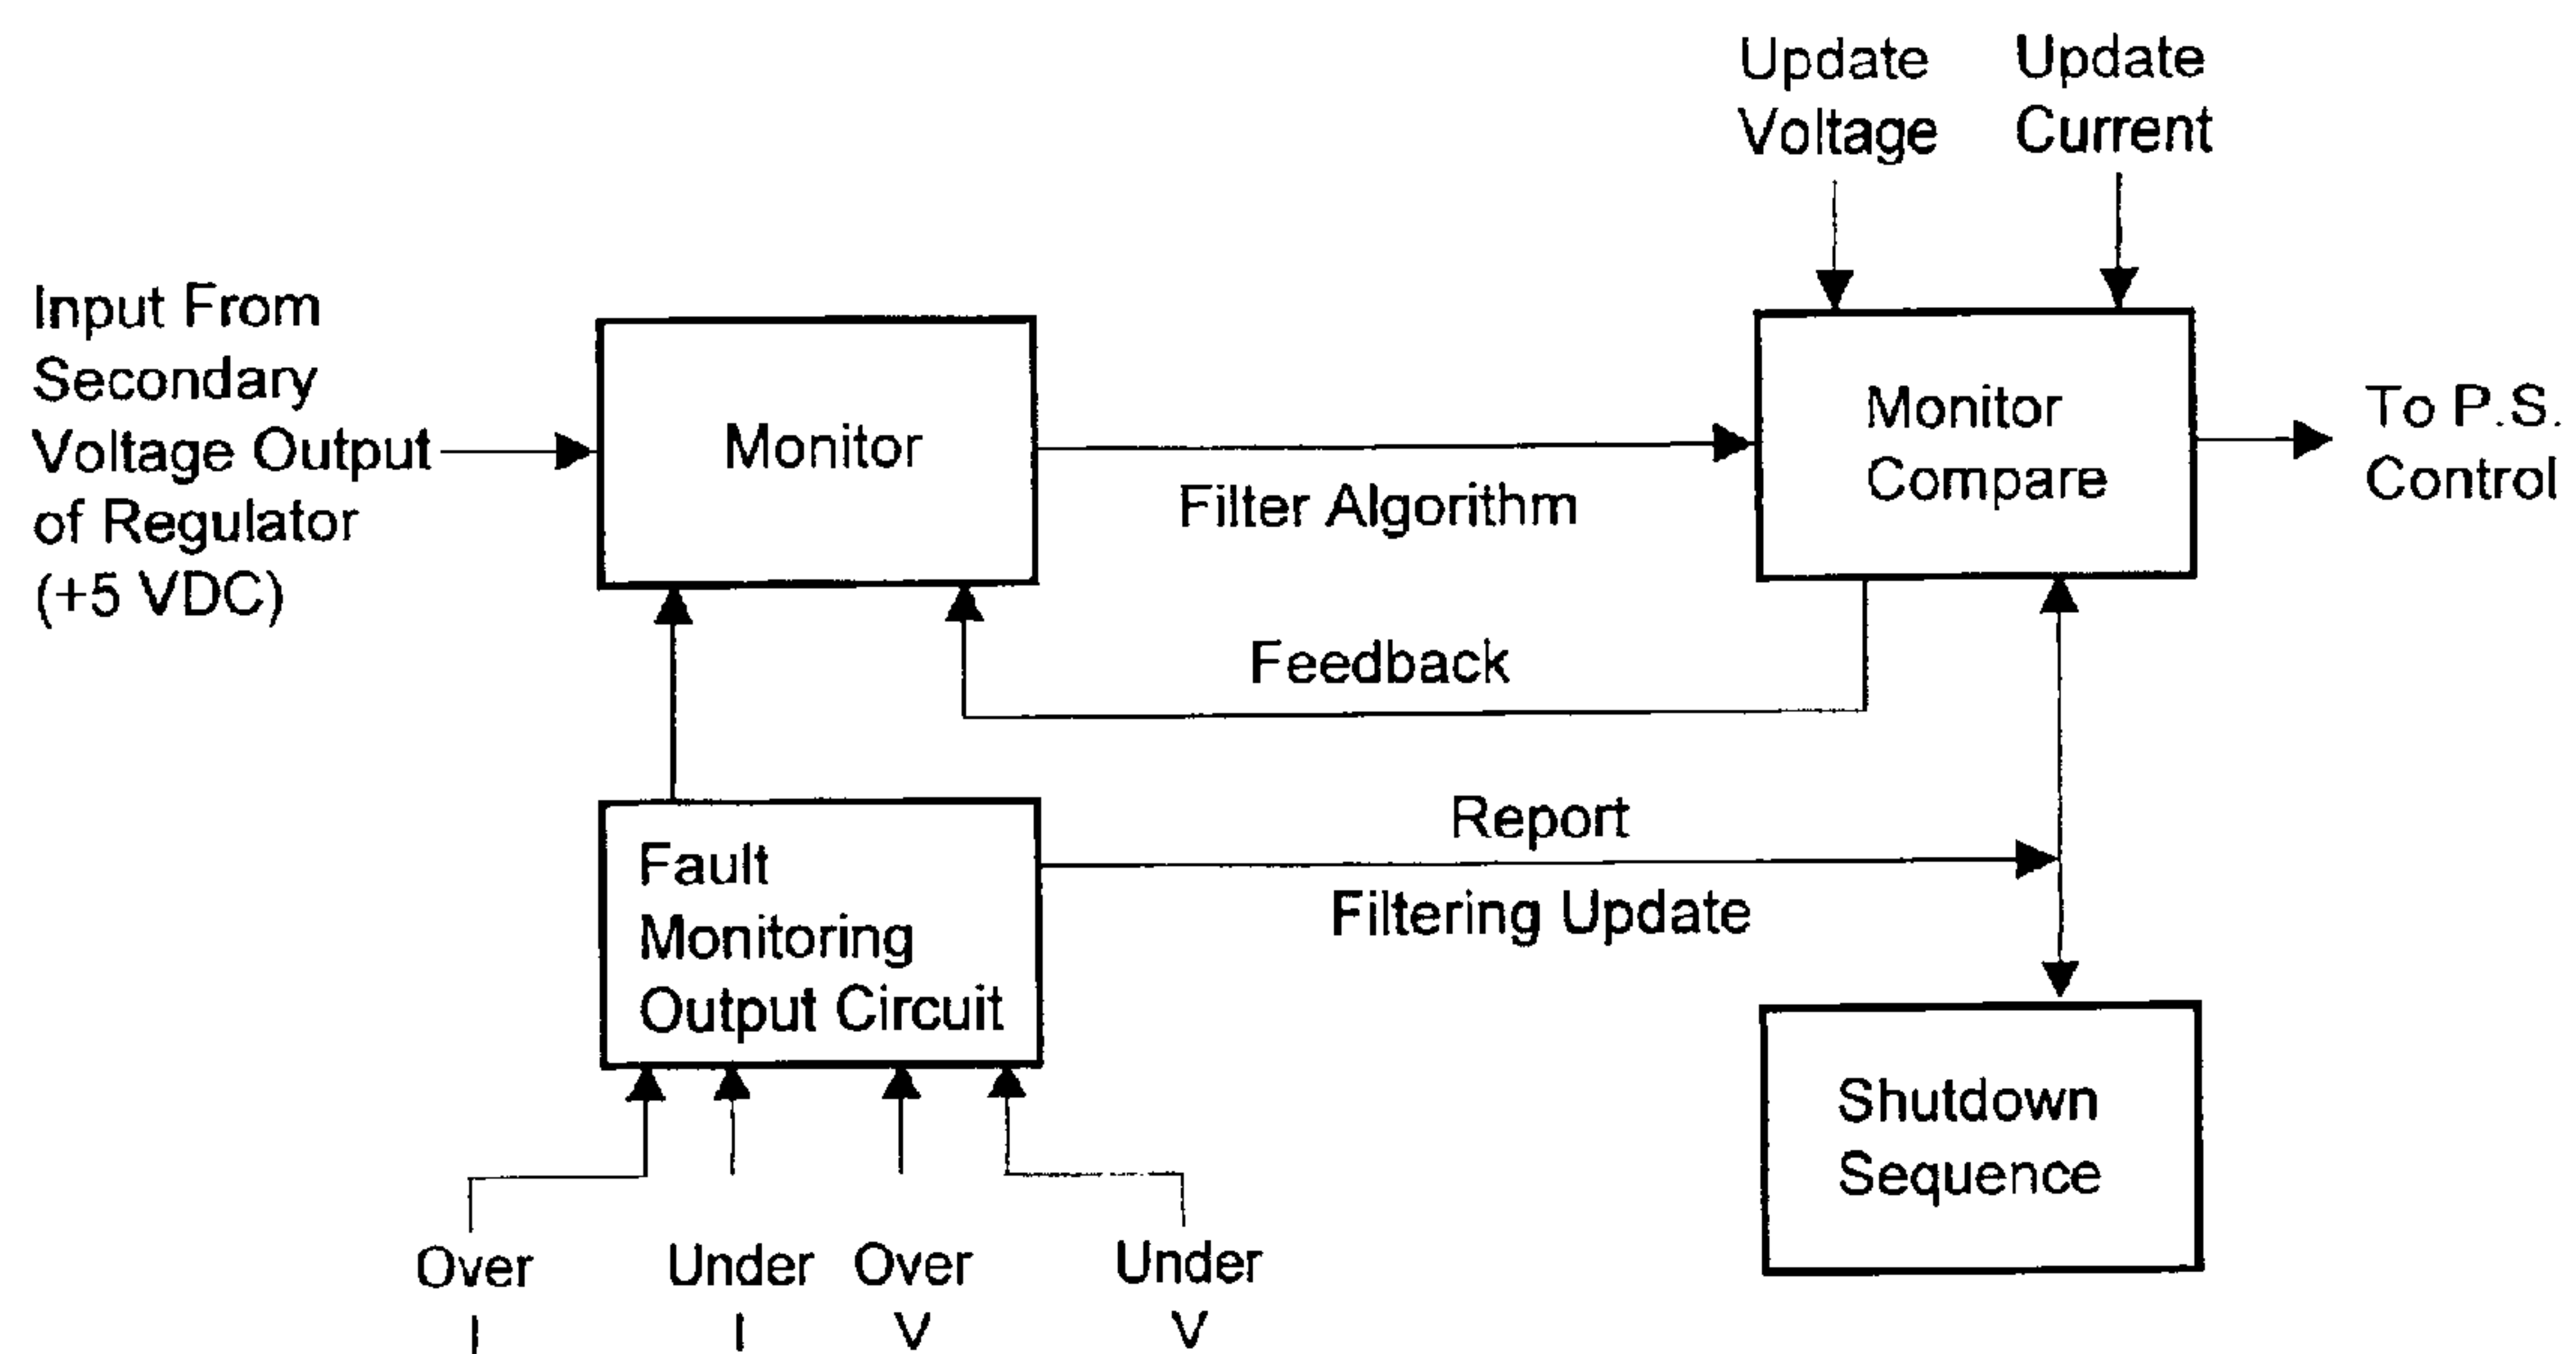 Update
Voltage
Update
Current
Input From
Secondary
Voltage Output
of Regulator
(+5 VDC)
Monitor
Filter Algorithm
Monitor
Compare
To P.S.
Control
Feedback
Fault
Monitoring
Output Circuit
Report
Filtering Update
Shutdown
Sequence
Over
I
Under
I
Over
V
Under
V